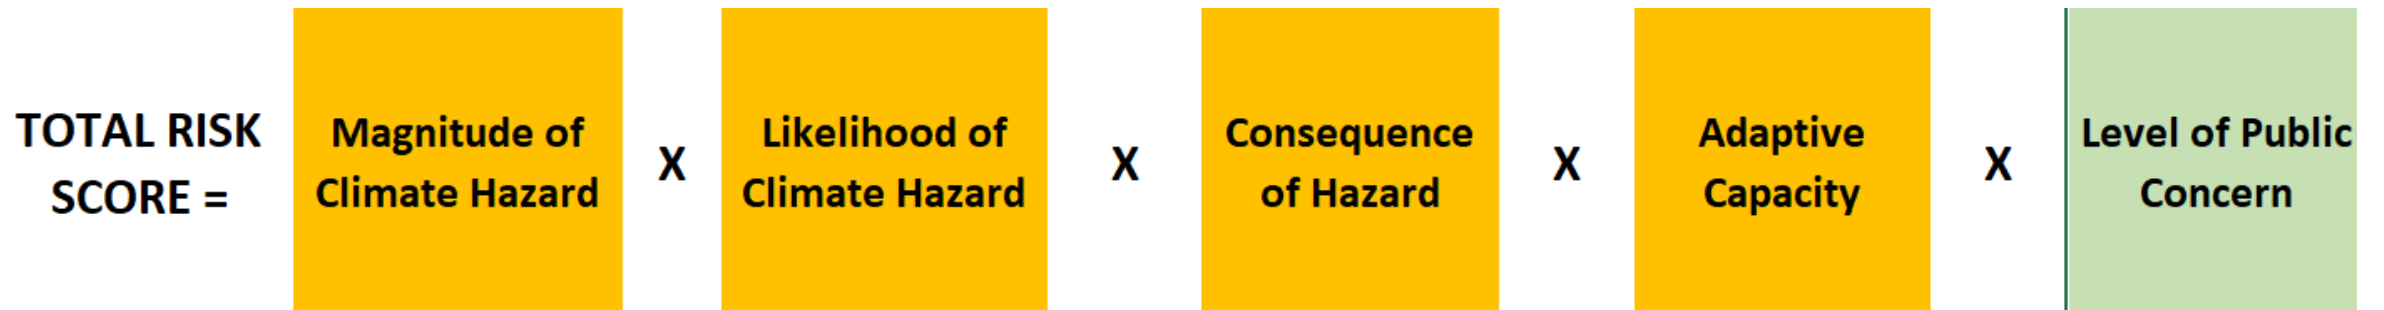 TOTAL RISK
SCORE =
Magnitude of
Climate Hazard
X
Likelihood of
Climate Hazard
X
Consequence
of Hazard
X
Adaptive
Capacity
X
Level of Public
Concern